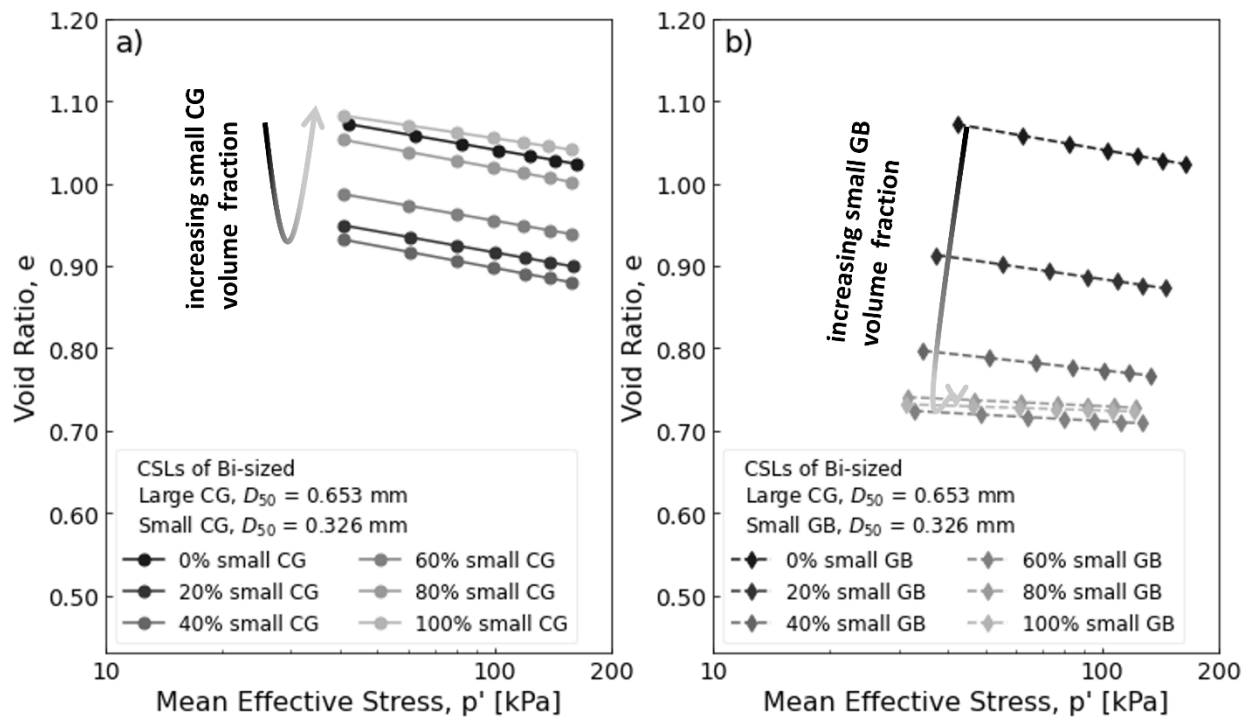 a)
1.20
1.10
1.00
0.90
0.80
0.70
0.60
0.50
Void Ratio, e
increasing small CG
volume fraction
CSLs of Bi-sized
Large CG, D50 = 0.653 mm
Small CG, D50 = 0.326 mm
0% small CG
20% small CG
40% small CG
60% small CG
80% small CG
100% small CG
10
100
200
Mean Effective Stress, p' [kPa]
b)
1.20
1.10
1.00
0.90
0.80
0.70
0.60
0.50
Void Ratio, e
increasing small GB
volume fraction
CSLs of Bi-sized
Large CG, D50 = 0.653 mm
Small GB, D50 = 0.326 mm
0% small GB
20% small GB
40% small GB
60% small GB
80% small GB
100% small GB
10
100
200
Mean Effective Stress, p' [kPa]